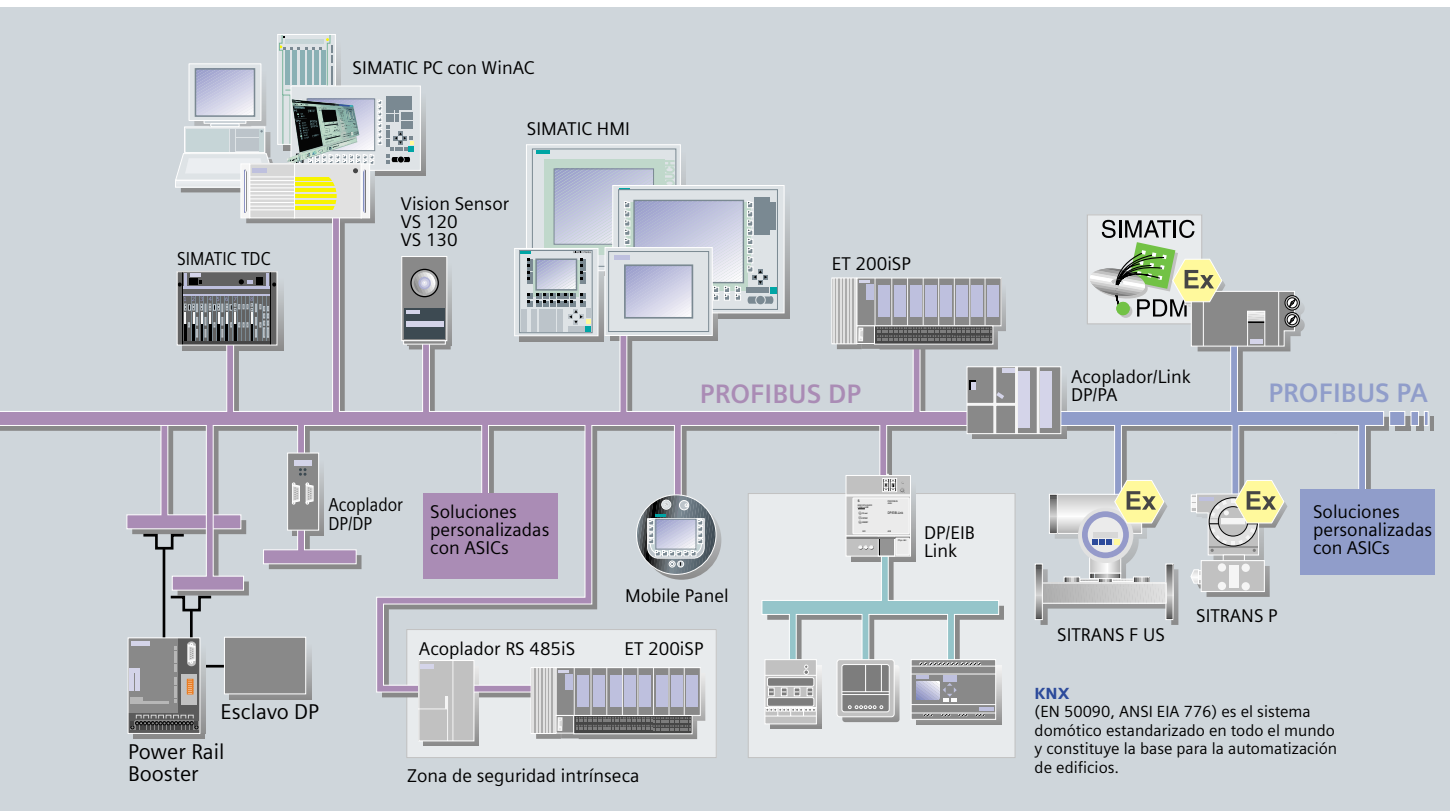 SIMATIC PC con WinAC
SIMATIC HMI
Vision Sensor
VS 120
VS 130
SIMATIC TDC
ET 200iSP
SIMATIC
PDM
Ex
PROFIBUS DP
Acoplador/Link
DP/PA
PROFIBUS PA
Acoplador
DP/DP
Soluciones
personalizadas
con ASICs
Mobile Panel
DP/EIB
Link
Ex
SITRANS F US
Ex
SITRANS P
Soluciones
personalizadas
con ASICs
Esclavo DP
Power Rail
Booster
Acoplador RS 485iS
ET 200iSP
Zona de seguridad intrínseca
KNX
(EN 50090, ANSI EIA 776) es el sistema
domótico estandarizado en todo el mundo
y constituye la base para la automatización
de edificios.